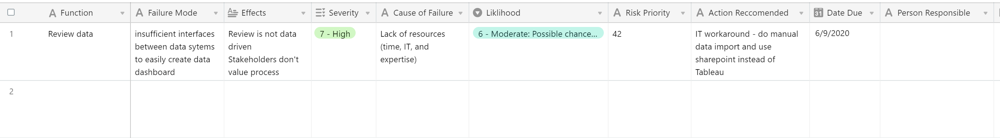 Function
Failure Mode
Effects
Severity
Cause of Failure
Liklihood
Risk Priority
Action Reccomended
31
Date Due
Person Responsible
1
Review data
insufficient interfaces
between data sytems
to easily create data
dashboard
Review is not data
driven
Stakeholders don't
value process
7 - High
Lack of resources
(time, IT, and
expertise)
6 - Moderate: Possible chance...
42
IT workaround - do manual
data import and use
sharepoint instead of
Tableau
6/9/2020
2